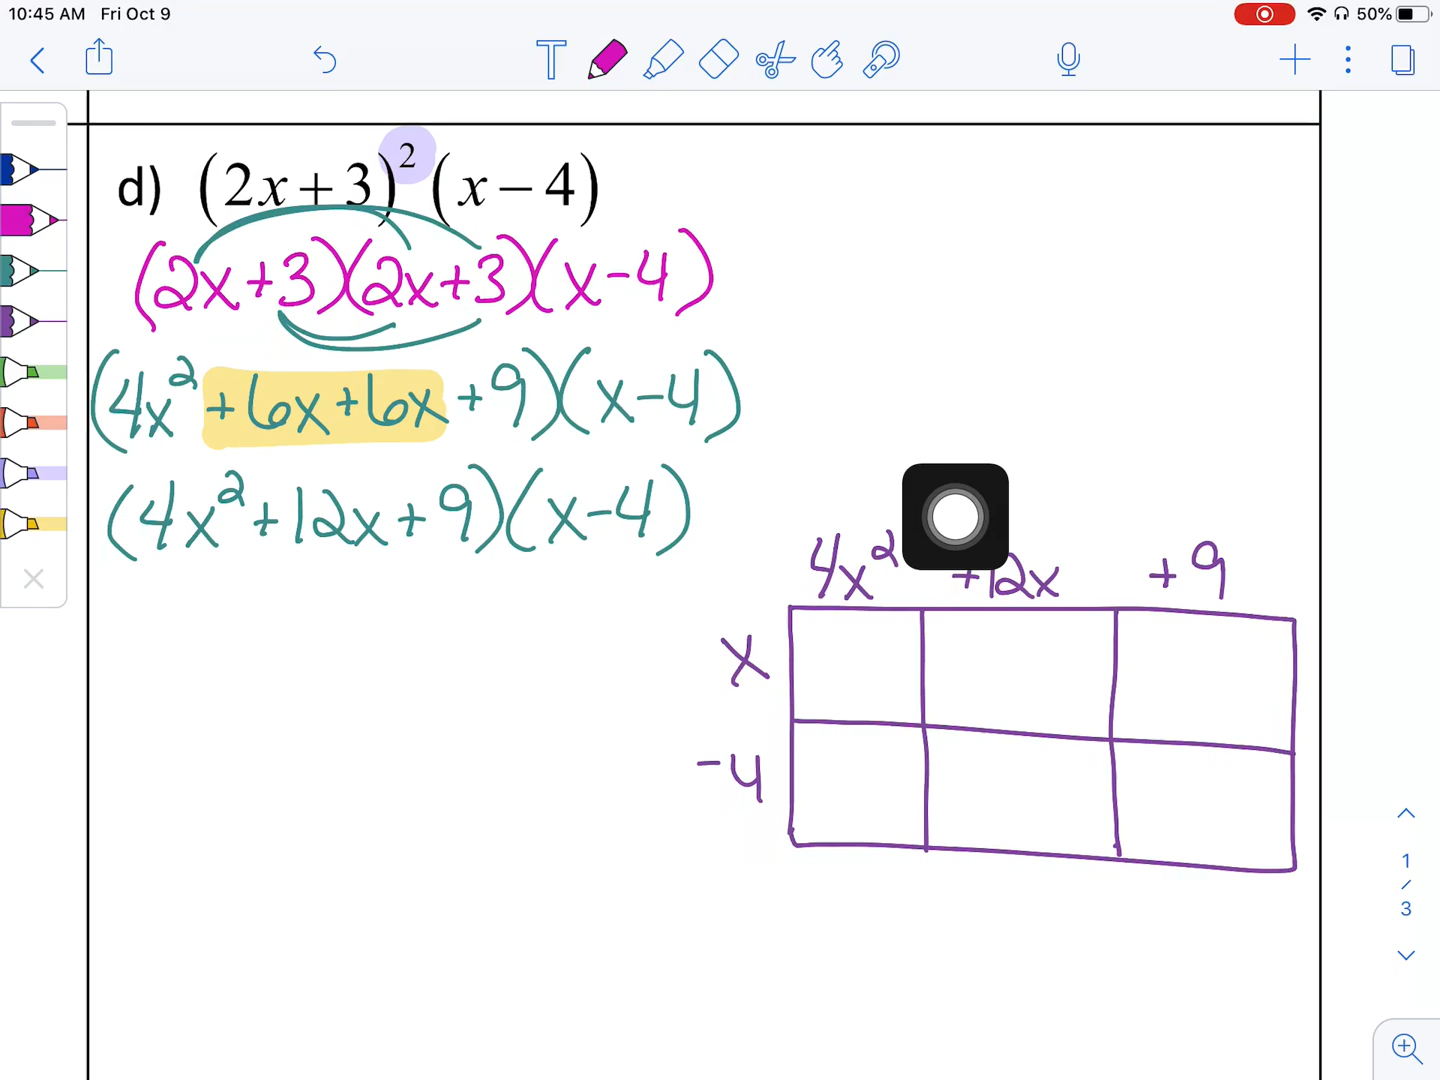 10:45 AM Fri Oct 9 50%
T
d) (2x+3)² (x−4)
(2x+3)(2x+3)(x-4)
(4x² +6x+6x +9)(x-4)
(4x²+12x+9)(x-4)
4x² +12x +9
x
-4
1
/
3